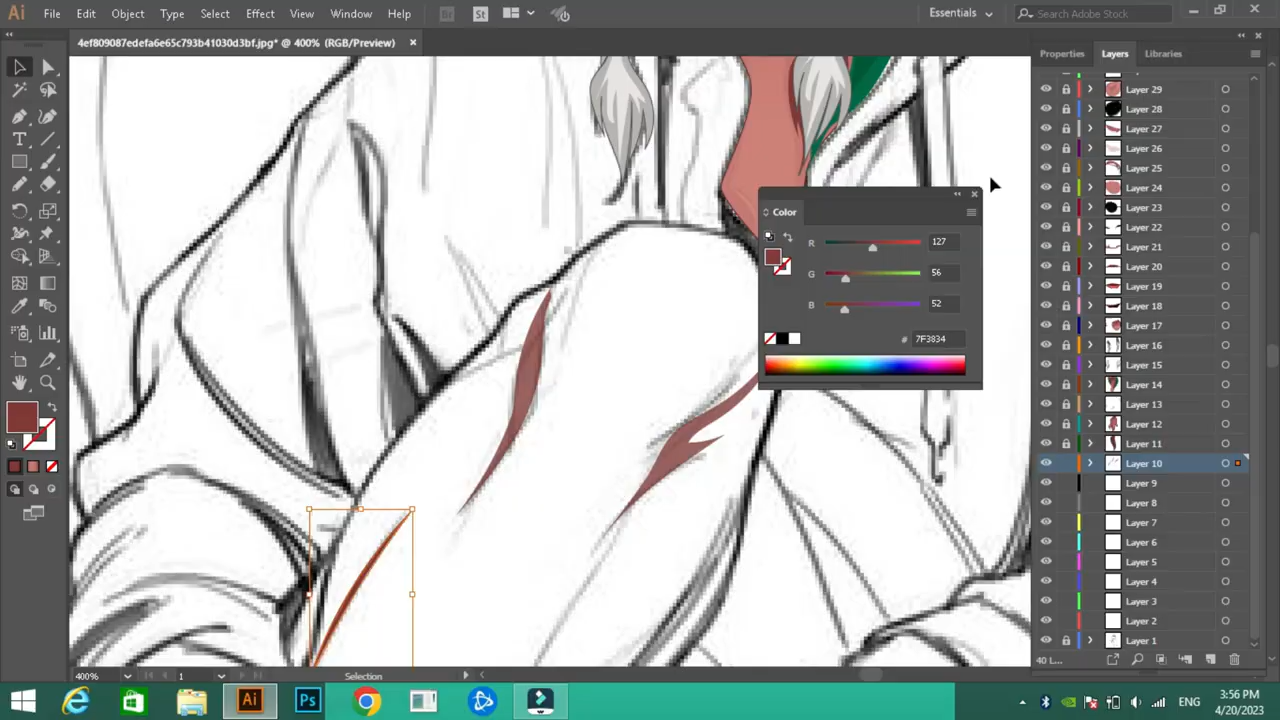 Ai File Edit Object Type Select Effect View Window Help Br St Essentials Search Adobe Stock
4ef809087edefa6e65c793b41030d3bf.jpg* @ 400% (RGB/Preview)
Properties Layers Libraries
Layer 29
Layer 28
Layer 27
Layer 26
Layer 25
Layer 24
Layer 23
Layer 22
Layer 21
Layer 20
Layer 19
Layer 18
Layer 17
Layer 16
Layer 15
Layer 14
Layer 13
Layer 12
Layer 11
Layer 10
Layer 9
Layer 8
Layer 7
Layer 6
Layer 5
Layer 4
Layer 3
Layer 2
Layer 1
40 L...
Color
R 127
G 56
B 52
# 7F3834
400% 1 Selection
Ai Ps ENG
3:56 PM
4/20/2023